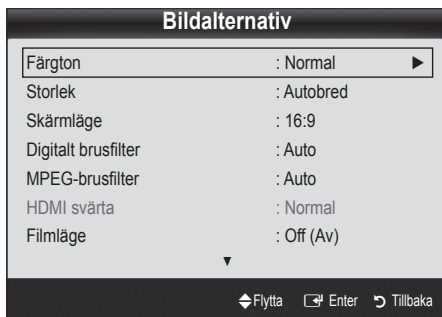 Bildalternativ
Färgton : Normal ▶
Storlek : Autobred
Skärmläge : 16:9
Digitalt brusfilter : Auto
MPEG-brusfilter : Auto
HDMI svärta : Normal
Filmläge : Off (Av)
▼
Flytta Enter Tillbaka